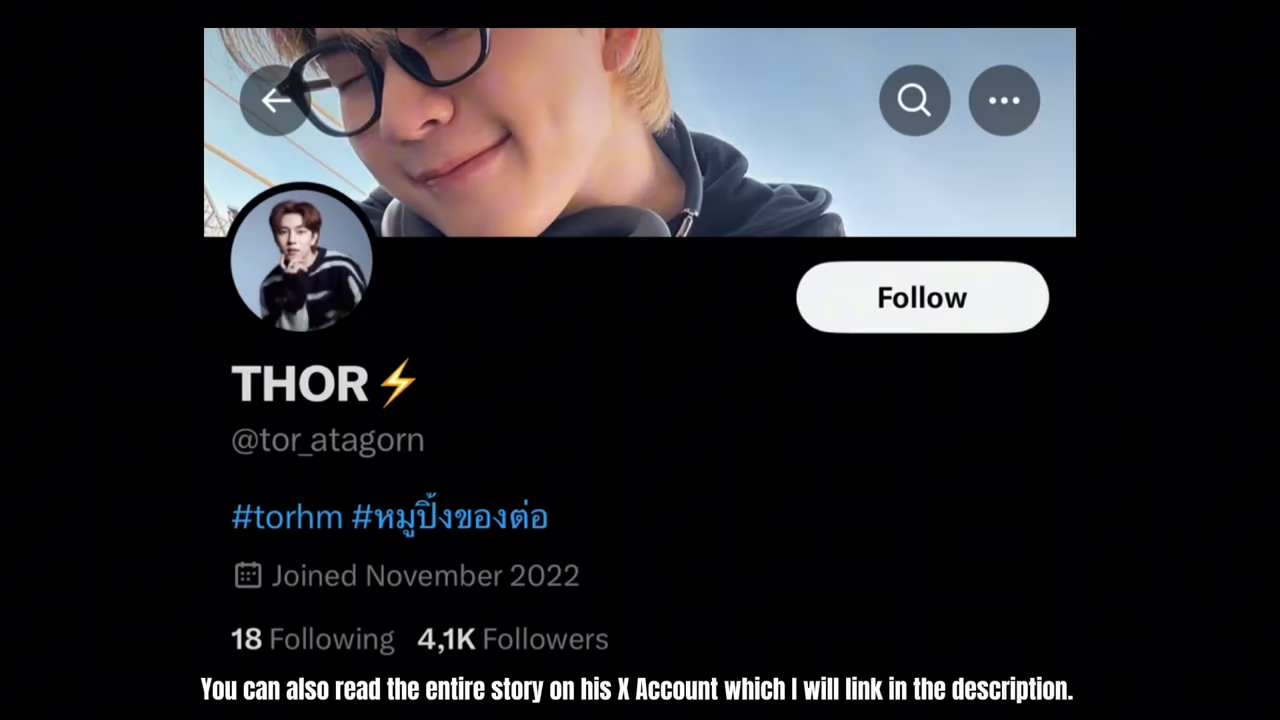 Follow
THOR⚡
@tor_atagorn
#torhm #หมูปิ้งของต่อ
Joined November 2022
18 Following 4,1K Followers
You can also read the entire story on his X Account which I will link in the description.